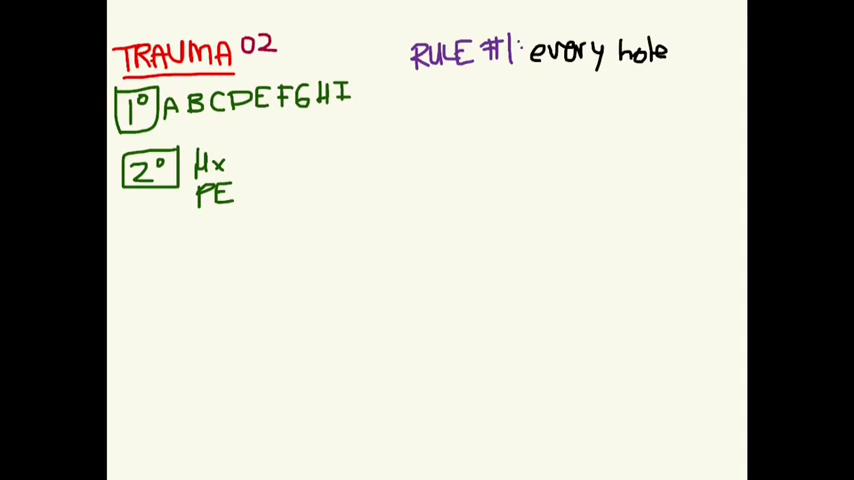 TRAUMA 02
RULE #1: every hole
1° A B C D E F G H I
2° Hx
PE